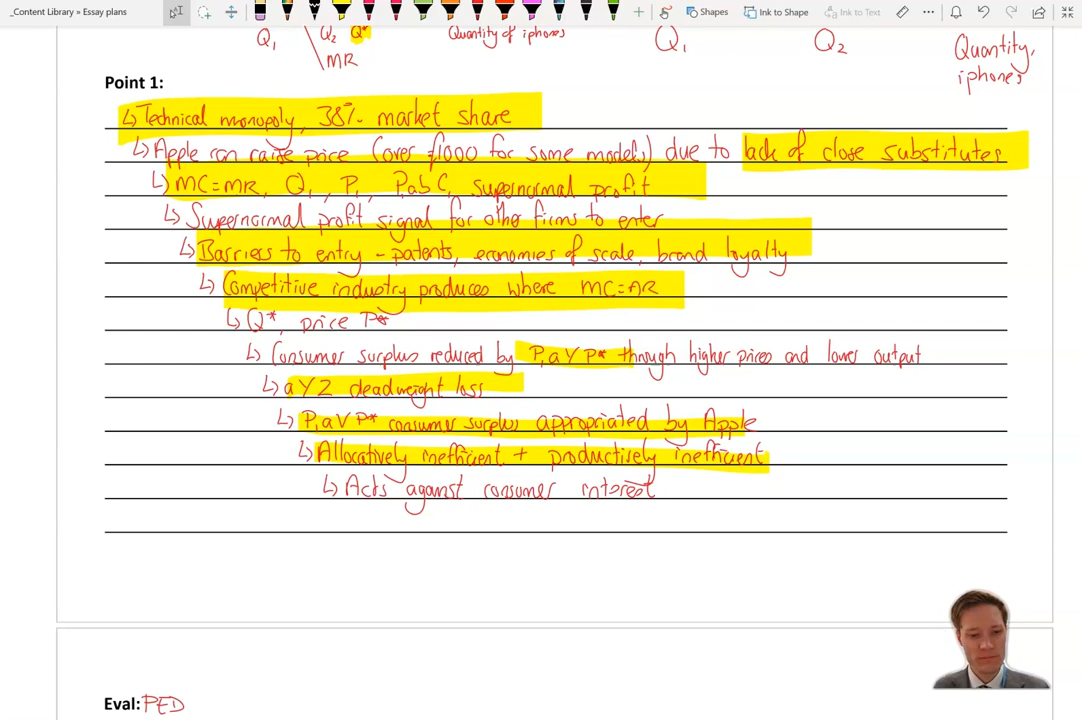 _Content Library » Essay plans
Shapes
Ink to Shape
Ink to Text
Q₁
Q₂ Q*
Quantity of iphones
Q₁
Q₂
Quantity,
iphones
MR
Point 1:
↳ Technical monopoly, 38% market share
↳ Apple can raise price (over £1000 for some models) due to lack of close substitutes
↳ MC=MR, Q₁, P₁, P₁abC, supernormal profit
↳ Supernormal profit signal for other firms to enter
↳ Barriers to entry - patents, economies of scale, brand loyalty
↳ Competitive industry produces where MC=AR
↳ Q*, price P*
↳ Consumer surplus reduced by P₁aYP* through higher prices and lower output
↳ aYZ deadweight loss
↳ P₁aVP* consumer surplus appropriated by Apple
↳ Allocatively inefficient + productively inefficient
↳ Acts against consumer interest
Eval: PED